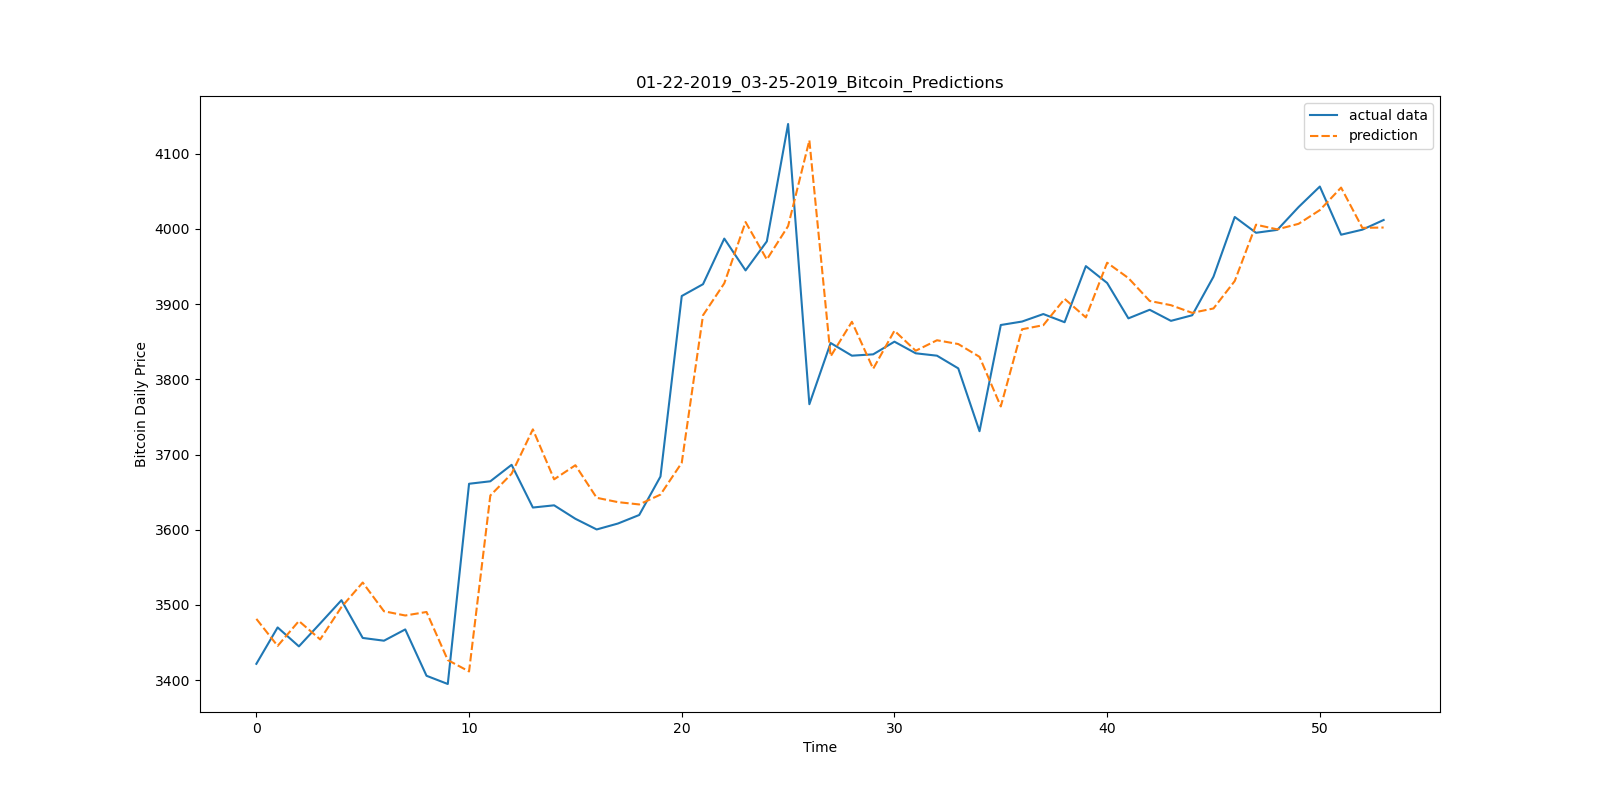 01-22-2019_03-25-2019_Bitcoin_Predictions
actual data
prediction
4100
4000
3900
3800
3700
3600
3500
3400
Bitcoin Daily Price
0 10 20 30 40 50
Time